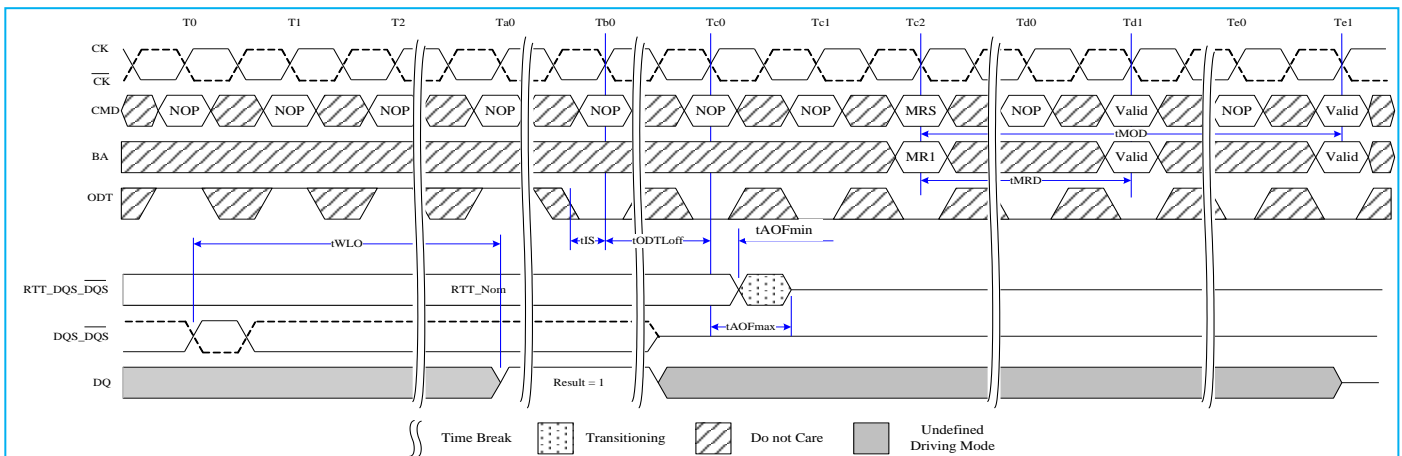 T0 T1 T2 Ta0 Tb0 Tc0 Tc1 Tc2 Td0 Td1 Te0 Te1
CK
CK
CMD NOP NOP NOP NOP NOP NOP NOP MRS NOP Valid NOP Valid
tMOD
BA MR1 Valid Valid
tMRD
ODT
tAOFmin
tWLO tIS tODTLoff
RTT_DQS_DQS RTT_Nom
tAOFmax
DQS_DQS
DQ Result = 1
Time Break Transitioning Do not Care Undefined
Driving Mode